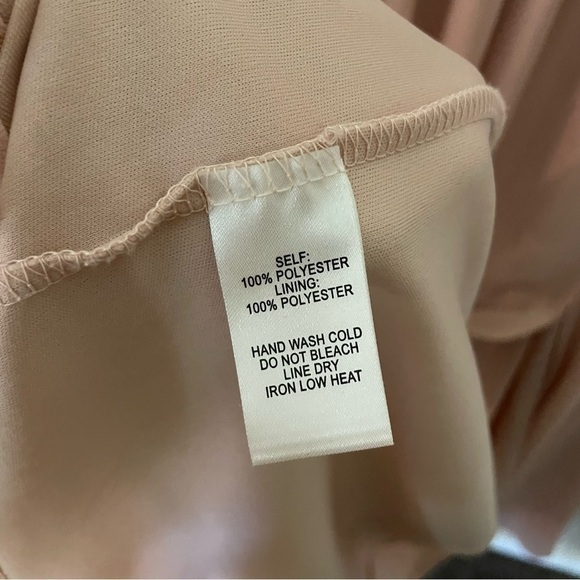 SELF:
100% POLYESTER
LINING:
100% POLYESTER
HAND WASH COLD
DO NOT BLEACH
LINE DRY
IRON LOW HEAT